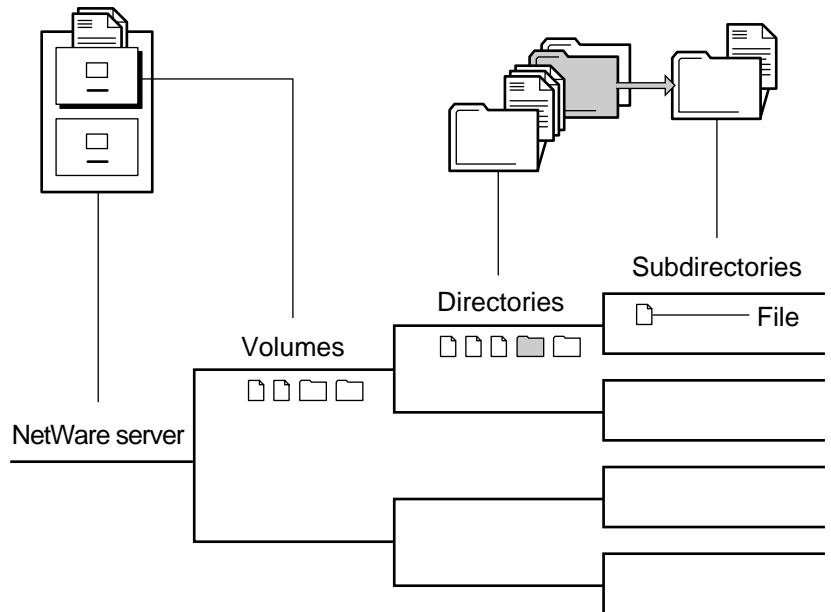 Subdirectories
Directories
File
Volumes
NetWare server